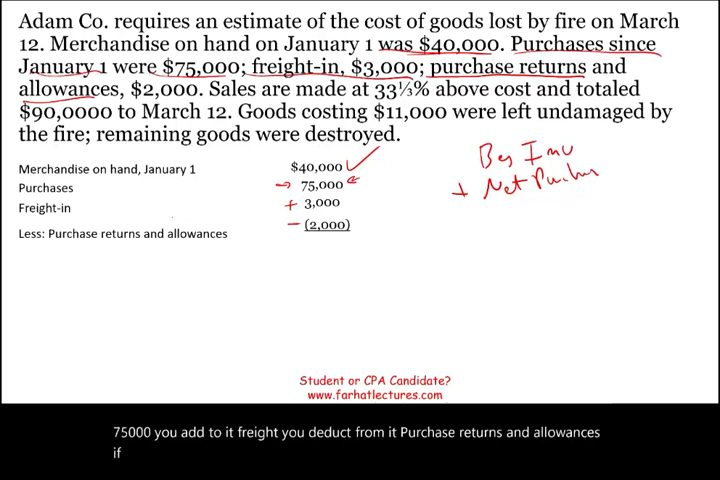 Adam Co. requires an estimate of the cost of goods lost by fire on March
12. Merchandise on hand on January 1 was $40,000. Purchases since
January 1 were $75,000; freight-in, $3,000; purchase returns and
allowances, $2,000. Sales are made at 33⅓% above cost and totaled
$90,0000 to March 12. Goods costing $11,000 were left undamaged by
the fire; remaining goods were destroyed.
Beg Inv
+ Net Purchas
Merchandise on hand, January 1 $40,000
Purchases 75,000
Freight-in + 3,000
Less: Purchase returns and allowances - (2,000)
Student or CPA Candidate?
www.farhatlectures.com
75000 you add to it freight you deduct from it Purchase returns and allowances
if